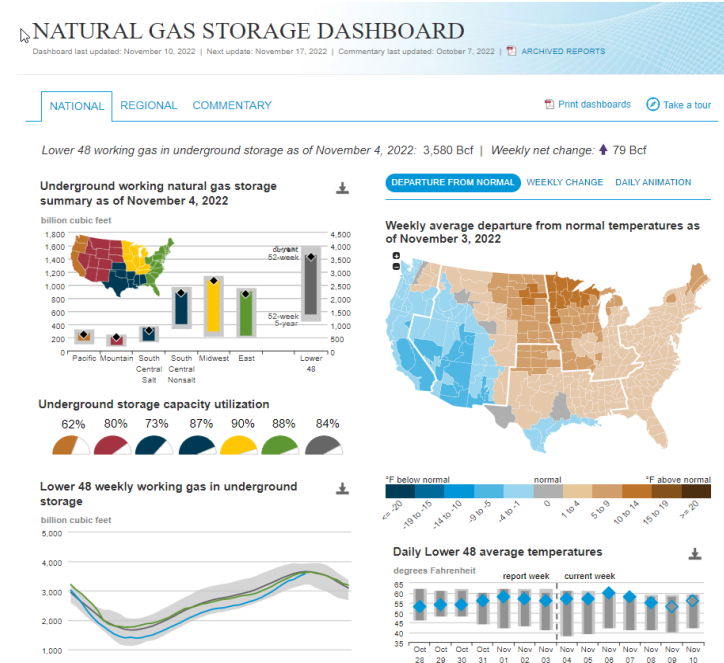 NATURAL GAS STORAGE DASHBOARD
Dashboard last updated: November 10, 2022 | Next update: November 17, 2022 | Commentary last updated: October 7, 2022 | ARCHIVED REPORTS
NATIONAL REGIONAL COMMENTARY
Print dashboards Take a tour
Lower 48 working gas in underground storage as of November 4, 2022: 3,580 Bcf | Weekly net change: 79 Bcf
Underground working natural gas storage
summary as of November 4, 2022
billion cubic feet
1,800 4,500
1,600 4,000
1,400 3,500
1,200 3,000
1,000 2,500
800 2,000
600 1,500
400 1,000
200 500
0 0
current
52-week
52-week
5-year
Pacific Mountain South Central Salt South Central Nonsalt Midwest East Lower 48
Underground storage capacity utilization
62% 80% 73% 87% 90% 88% 84%
Lower 48 weekly working gas in underground
storage
billion cubic feet
5,000
4,000
3,000
2,000
1,000
DEPARTURE FROM NORMAL WEEKLY CHANGE DAILY ANIMATION
Weekly average departure from normal temperatures as
of November 3, 2022
°F below normal normal °F above normal
<= -20 -19 to -15 -14 to -10 -9 to -5 -4 to -1 0 1 to 4 5 to 9 10 to 14 15 to 19 >= 20
Daily Lower 48 average temperatures
degrees Fahrenheit
report week current week
65
60
55
50
45
40
35
Oct Oct Oct Oct Nov Nov Nov Nov Nov Nov Nov Nov Nov Nov
28 29 30 31 01 02 03 04 05 06 07 08 09 10